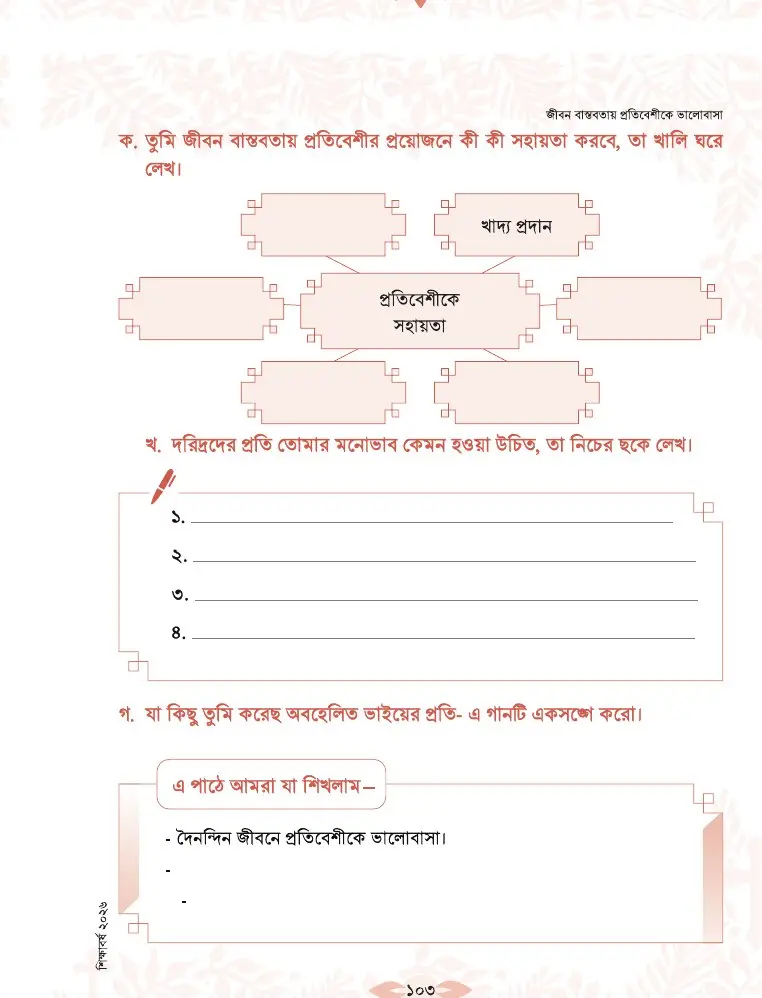 জীবন বাস্তবতায় প্রতিবেশীকে ভালোবাসা
ক. তুমি জীবন বাস্তবতায় প্রতিবেশীর প্রয়োজনে কী কী সহায়তা করবে, তা খালি ঘরে
লেখ।
খাদ্য প্রদান
প্রতিবেশীকে
সহায়তা
খ. দরিদ্রদের প্রতি তোমার মনোভাব কেমন হওয়া উচিত, তা নিচের ছকে লেখ।
১.
২.
৩.
৪.
গ. যা কিছু তুমি করেছ অবহেলিত ভাইয়ের প্রতি- এ গানটি একসঙ্গে করো।
এ পাঠে আমরা যা শিখলাম—
- দৈনন্দিন জীবনে প্রতিবেশীকে ভালোবাসা।
-
-
শিক্ষাবর্ষ ২০২৬
১০৩